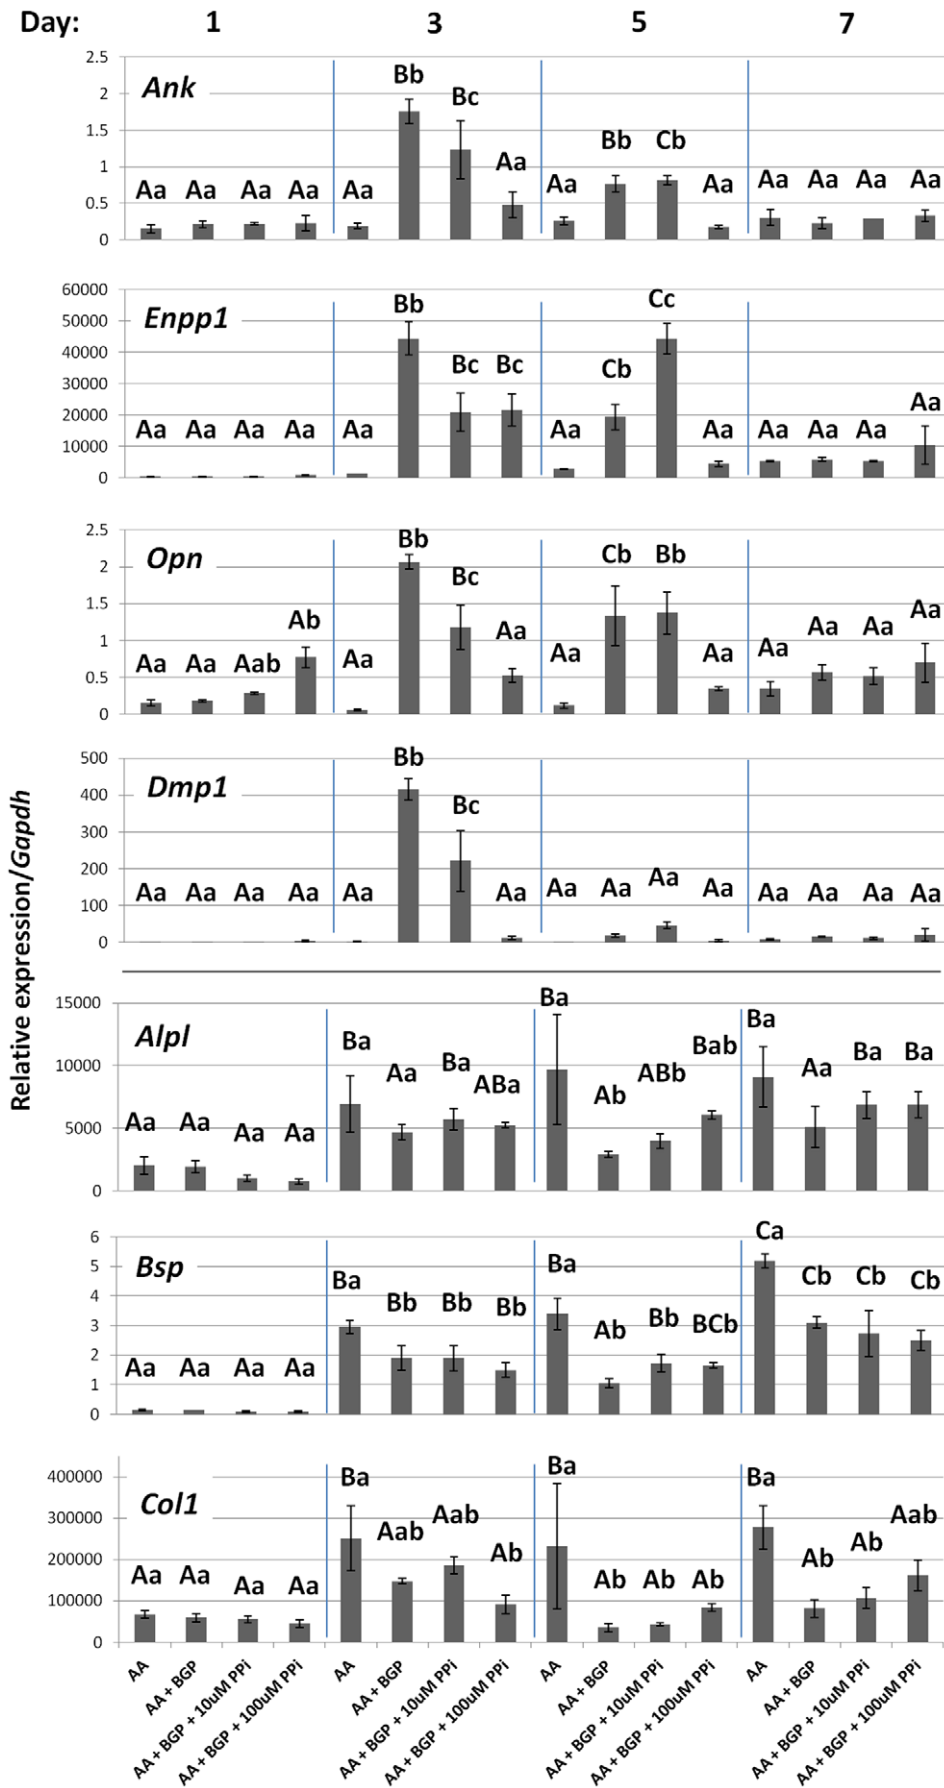 Day: 1 3 5 7
Relative expression/Gapdh
Ank
2.5
2
1.5
1
0.5
0
Aa Aa Aa Aa Aa Bb Bc Aa Aa Bb Cb Aa Aa Aa Aa Aa
Enpp1
60000
50000
40000
30000
20000
10000
0
Aa Aa Aa Aa Aa Bb Bc Bc Aa Cb Cc Aa Aa Aa Aa Aa
Opn
2.5
2
1.5
1
0.5
0
Aa Aa Aab Ab Aa Bb Bc Aa Aa Cb Bb Aa Aa Aa Aa Aa
Dmp1
500
400
300
200
100
0
Aa Aa Aa Aa Aa Bb Bc Aa Aa Aa Aa Aa Aa Aa Aa Aa
Alpl
15000
10000
5000
0
Aa Aa Aa Aa Ba Aa Ba ABa Ba Ab ABb Bab Ba Aa Ba Ba
Bsp
6
5
4
3
2
1
0
Aa Aa Aa Aa Ba Bb Bb Bb Ba Ab Bb BCb Ca Cb Cb Cb
Col1
400000
300000
200000
100000
0
Aa Aa Aa Aa Ba Aab Aab Ab Ba Ab Ab Ab Ba Ab Ab Aab
AA
AA + BGP
AA + BGP + 10uM PPi
AA + BGP + 100uM PPi
AA
AA + BGP
AA + BGP + 10uM PPi
AA + BGP + 100uM PPi
AA
AA + BGP
AA + BGP + 10uM PPi
AA + BGP + 100uM PPi
AA
AA + BGP
AA + BGP + 10uM PPi
AA + BGP + 100uM PPi